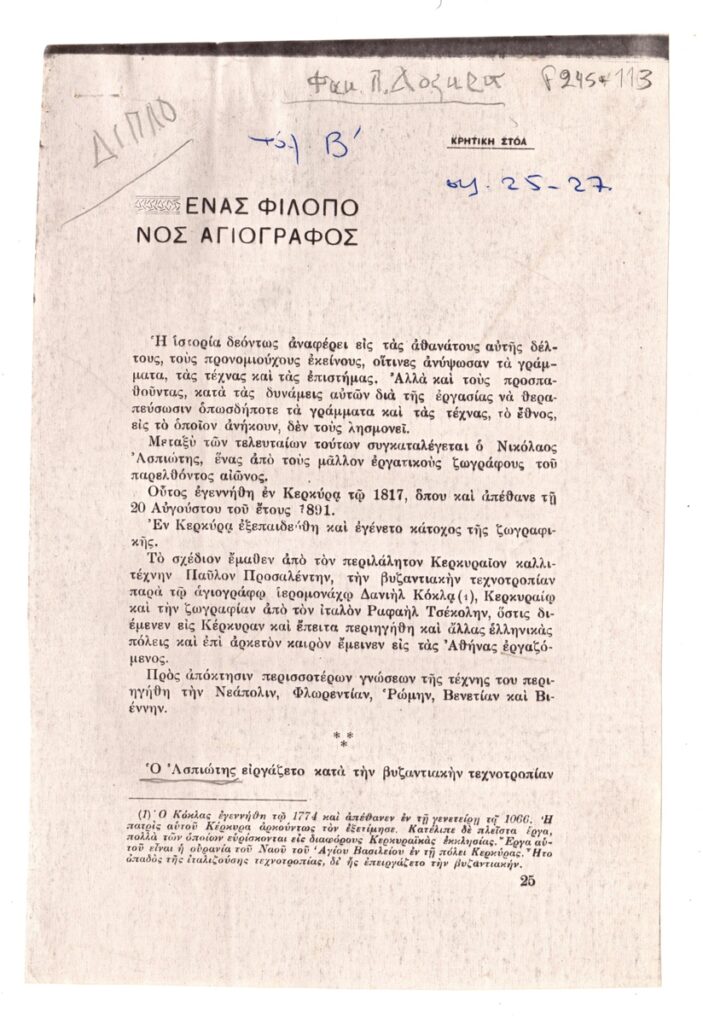 Φακ. Π. Δοξαρα
ΔΙΠΛΟ
τόμ Β'
ΚΡΗΤΙΚΗ ΣΤΟΑ
σελ. 25-27.
ΕΝΑΣ ΦΙΛΟΠΟ
ΝΟΣ ΑΓΙΟΓΡΑΦΟΣ
Ἡ ἱστορία δεόντως ἀναφέρει εἰς τὰς ἀθανάτους αὐτῆς δέλ-
τους, τοὺς προνομιούχους ἐκείνους, οἵτινες ἀνύψωσαν τὰ γράμ-
ματα, τὰς τέχνας καὶ τὰς ἐπιστήμας. Ἀλλὰ καὶ τοὺς προσπα-
θοῦντας, κατὰ τὰς δυνάμεις αὐτῶν διὰ τῆς ἐργασίας νὰ θερα-
πεύσωσιν ὁπωσδήποτε τὰ γράμματα καὶ τὰς τέχνας, τὸ ἔθνος,
εἰς τὸ ὁποῖον ἀνήκουν, δὲν τοὺς λησμονεῖ.
Μεταξὺ τῶν τελευταίων τούτων συγκαταλέγεται ὁ Νικόλαος
Ἀσπιώτης, ἕνας ἀπὸ τοὺς μᾶλλον ἐργατικοὺς ζωγράφους τοῦ
παρελθόντος αἰῶνος.
Οὗτος ἐγεννήθη ἐν Κερκύρᾳ τῷ 1817, ὅπου καὶ ἀπέθανε τῇ
20 Αὐγούστου τοῦ ἔτους 1891.
Ἐν Κερκύρᾳ ἐξεπαιδεύθη καὶ ἐγένετο κάτοχος τῆς ζωγραφι-
κῆς.
Τὸ σχέδιον ἔμαθεν ἀπὸ τὸν περιλάλητον Κερκυραῖον καλλι-
τέχνην Παῦλον Προσαλέντην, τὴν βυζαντιακὴν τεχνοτροπίαν
παρὰ τῷ ἁγιογράφῳ ἱερομονάχῳ Δανιὴλ Κόκλᾳ (1), Κερκυραίῳ
καὶ τὴν ζωγραφίαν ἀπὸ τὸν ἰταλὸν Ραφαὴλ Τσέκολην, ὅστις δι-
έμενεν εἰς Κέρκυραν καὶ ἔπειτα περιηγήθη καὶ ἄλλας ἑλληνικὰς
πόλεις καὶ ἐπὶ ἀρκετὸν καιρὸν ἔμεινεν εἰς τὰς Ἀθήνας ἐργαζό-
μενος.
Πρὸς ἀπόκτησιν περισσοτέρων γνώσεων τῆς τέχνης του περι-
ηγήθη τὴν Νεάπολιν, Φλωρεντίαν, Ῥώμην, Βενετίαν καὶ Βι-
έννην.
* * *
Ὁ Ἀσπιώτης εἰργάζετο κατὰ τὴν βυζαντιακὴν τεχνοτροπίαν
(1) Ὁ Κόκλας ἐγεννήθη τῷ 1774 καὶ ἀπέθανεν ἐν τῇ γενετείρῃ τῷ 1066. Ἡ
πατρὶς αὐτοῦ Κέρκυρα ἀρκούντως τὸν ἐξετίμησε. Κατέλιπε δὲ πλεῖστα ἔργα,
πολλὰ τῶν ὁποίων εὑρίσκονται εἰς διαφόρους Κερκυραϊκὰς ἐκκλησίας. Ἔργα αὐ-
τοῦ εἶναι ἡ οὐρανία τοῦ Ναοῦ τοῦ Ἁγίου Βασιλείου ἐν τῇ πόλει Κερκύρας. Ἦτο
ὀπαδὸς τῆς ἰταλιζούσης τεχνοτροπίας, δι' ἧς ἐπειργάζετο τὴν βυζαντιακήν.
25